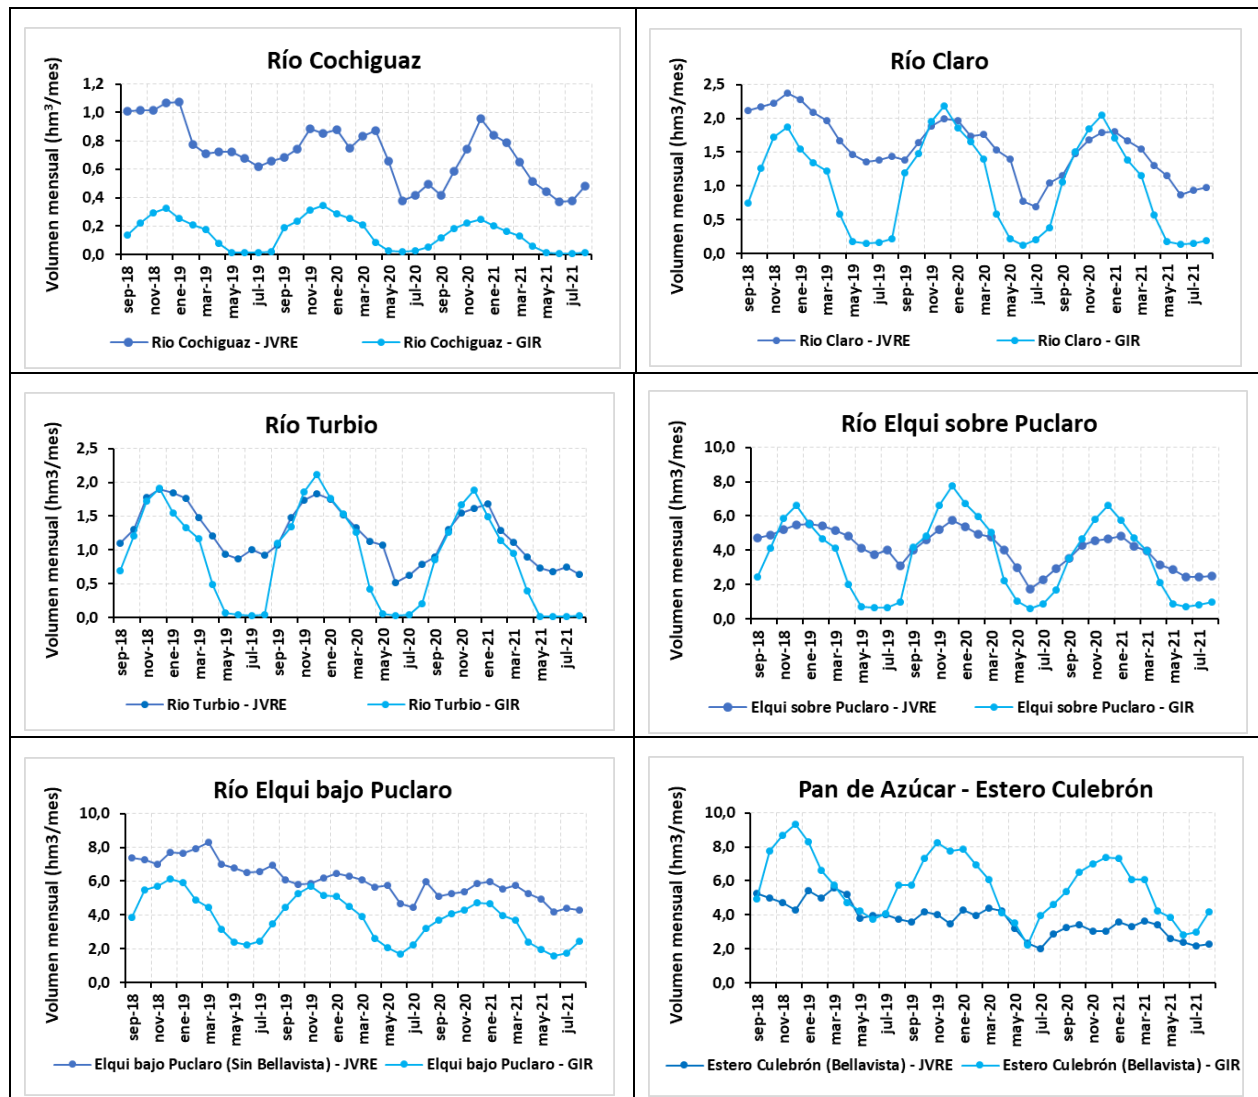 Río Cochiguaz
Volumen mensual (hm³/mes)
1,2
1,0
0,8
0,6
0,4
0,2
0,0
sep-18
nov-18
ene-19
mar-19
may-19
jul-19
sep-19
nov-19
ene-20
mar-20
may-20
jul-20
sep-20
nov-20
ene-21
mar-21
may-21
jul-21
Rio Cochiguaz - JVRE
Rio Cochiguaz - GIR
Río Claro
Volumen mensual (hm3/mes)
2,5
2,0
1,5
1,0
0,5
0,0
sep-18
nov-18
ene-19
mar-19
may-19
jul-19
sep-19
nov-19
ene-20
mar-20
may-20
jul-20
sep-20
nov-20
ene-21
mar-21
may-21
jul-21
Rio Claro - JVRE
Rio Claro - GIR
Río Turbio
Volumen mensual (hm3/mes)
2,5
2,0
1,5
1,0
0,5
0,0
sep-18
nov-18
ene-19
mar-19
may-19
jul-19
sep-19
nov-19
ene-20
mar-20
may-20
jul-20
sep-20
nov-20
ene-21
mar-21
may-21
jul-21
Rio Turbio - JVRE
Rio Turbio - GIR
Río Elqui sobre Puclaro
Volumen mensual (hm3/mes)
10,0
8,0
6,0
4,0
2,0
0,0
sep-18
nov-18
ene-19
mar-19
may-19
jul-19
sep-19
nov-19
ene-20
mar-20
may-20
jul-20
sep-20
nov-20
ene-21
mar-21
may-21
jul-21
Elqui sobre Puclaro - JVRE
Elqui sobre Puclaro - GIR
Río Elqui bajo Puclaro
Volumen mensual (hm3/mes)
10,0
8,0
6,0
4,0
2,0
0,0
sep-18
nov-18
ene-19
mar-19
may-19
jul-19
sep-19
nov-19
ene-20
mar-20
may-20
jul-20
sep-20
nov-20
ene-21
mar-21
may-21
jul-21
Elqui bajo Puclaro (Sin Bellavista) - JVRE
Elqui bajo Puclaro - GIR
Pan de Azúcar - Estero Culebrón
Volumen mensual (hm3/mes)
10,0
8,0
6,0
4,0
2,0
0,0
sep-18
nov-18
ene-19
mar-19
may-19
jul-19
sep-19
nov-19
ene-20
mar-20
may-20
jul-20
sep-20
nov-20
ene-21
mar-21
may-21
jul-21
Estero Culebrón (Bellavista) - JVRE
Estero Culebrón (Bellavista) - GIR